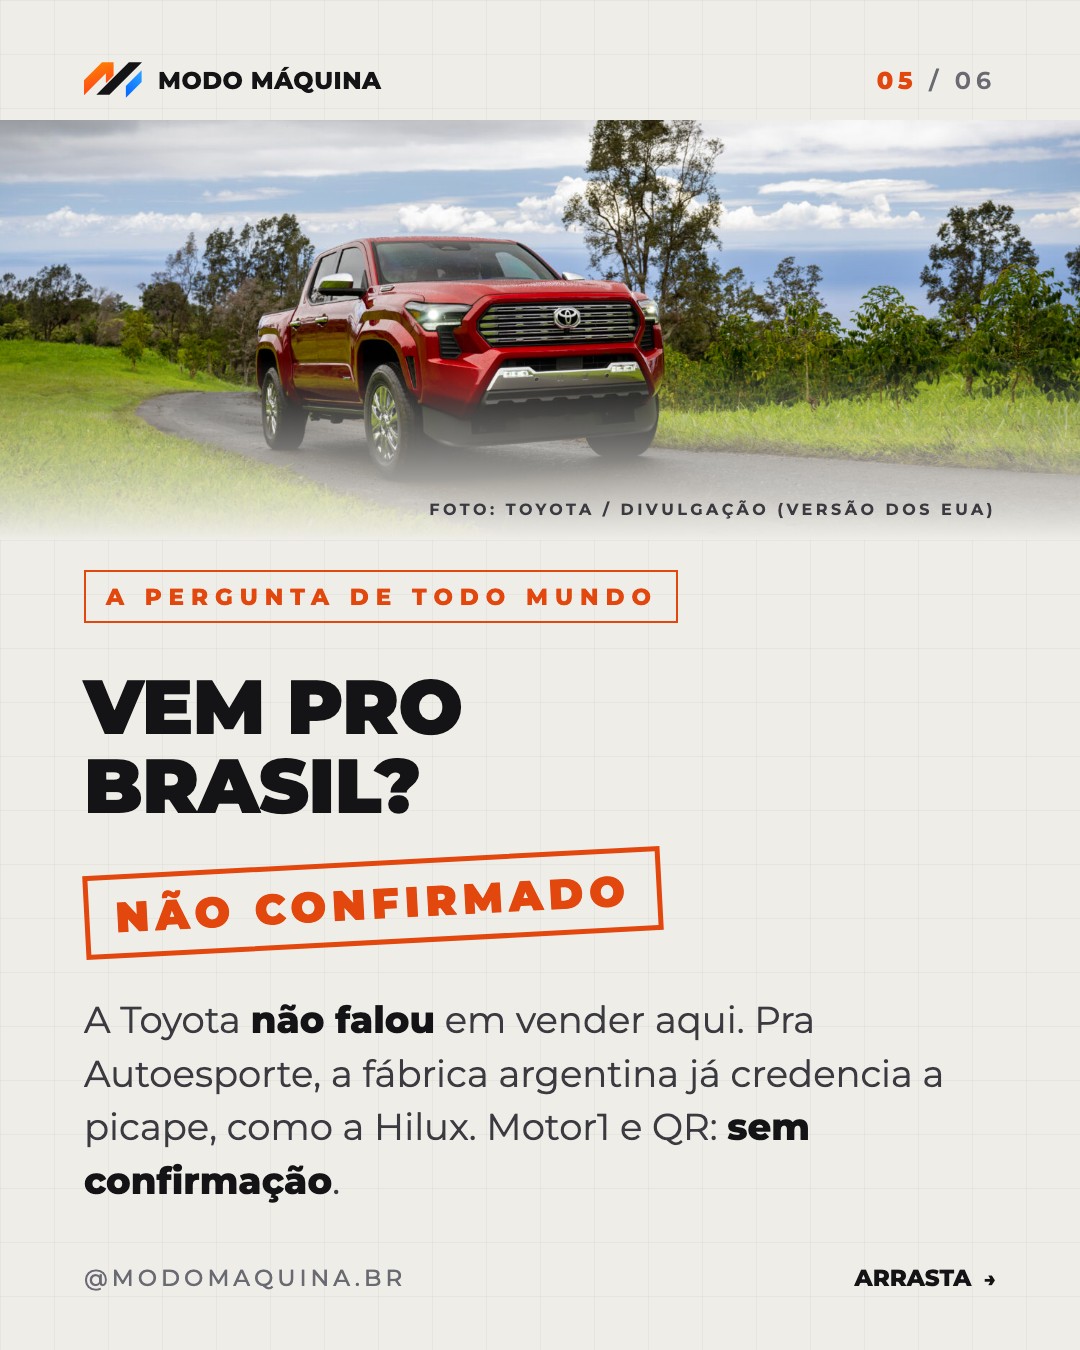 MODO MÁQUINA
05 / 06
FOTO: TOYOTA / DIVULGAÇÃO (VERSÃO DOS EUA)
A PERGUNTA DE TODO MUNDO
VEM PRO
BRASIL?
NÃO CONFIRMADO
A Toyota não falou em vender aqui. Pra
Autoesporte, a fábrica argentina já credencia a
picape, como a Hilux. Motor1 e QR: sem
confirmação.
@MODOMAQUINA.BR
ARRASTA →